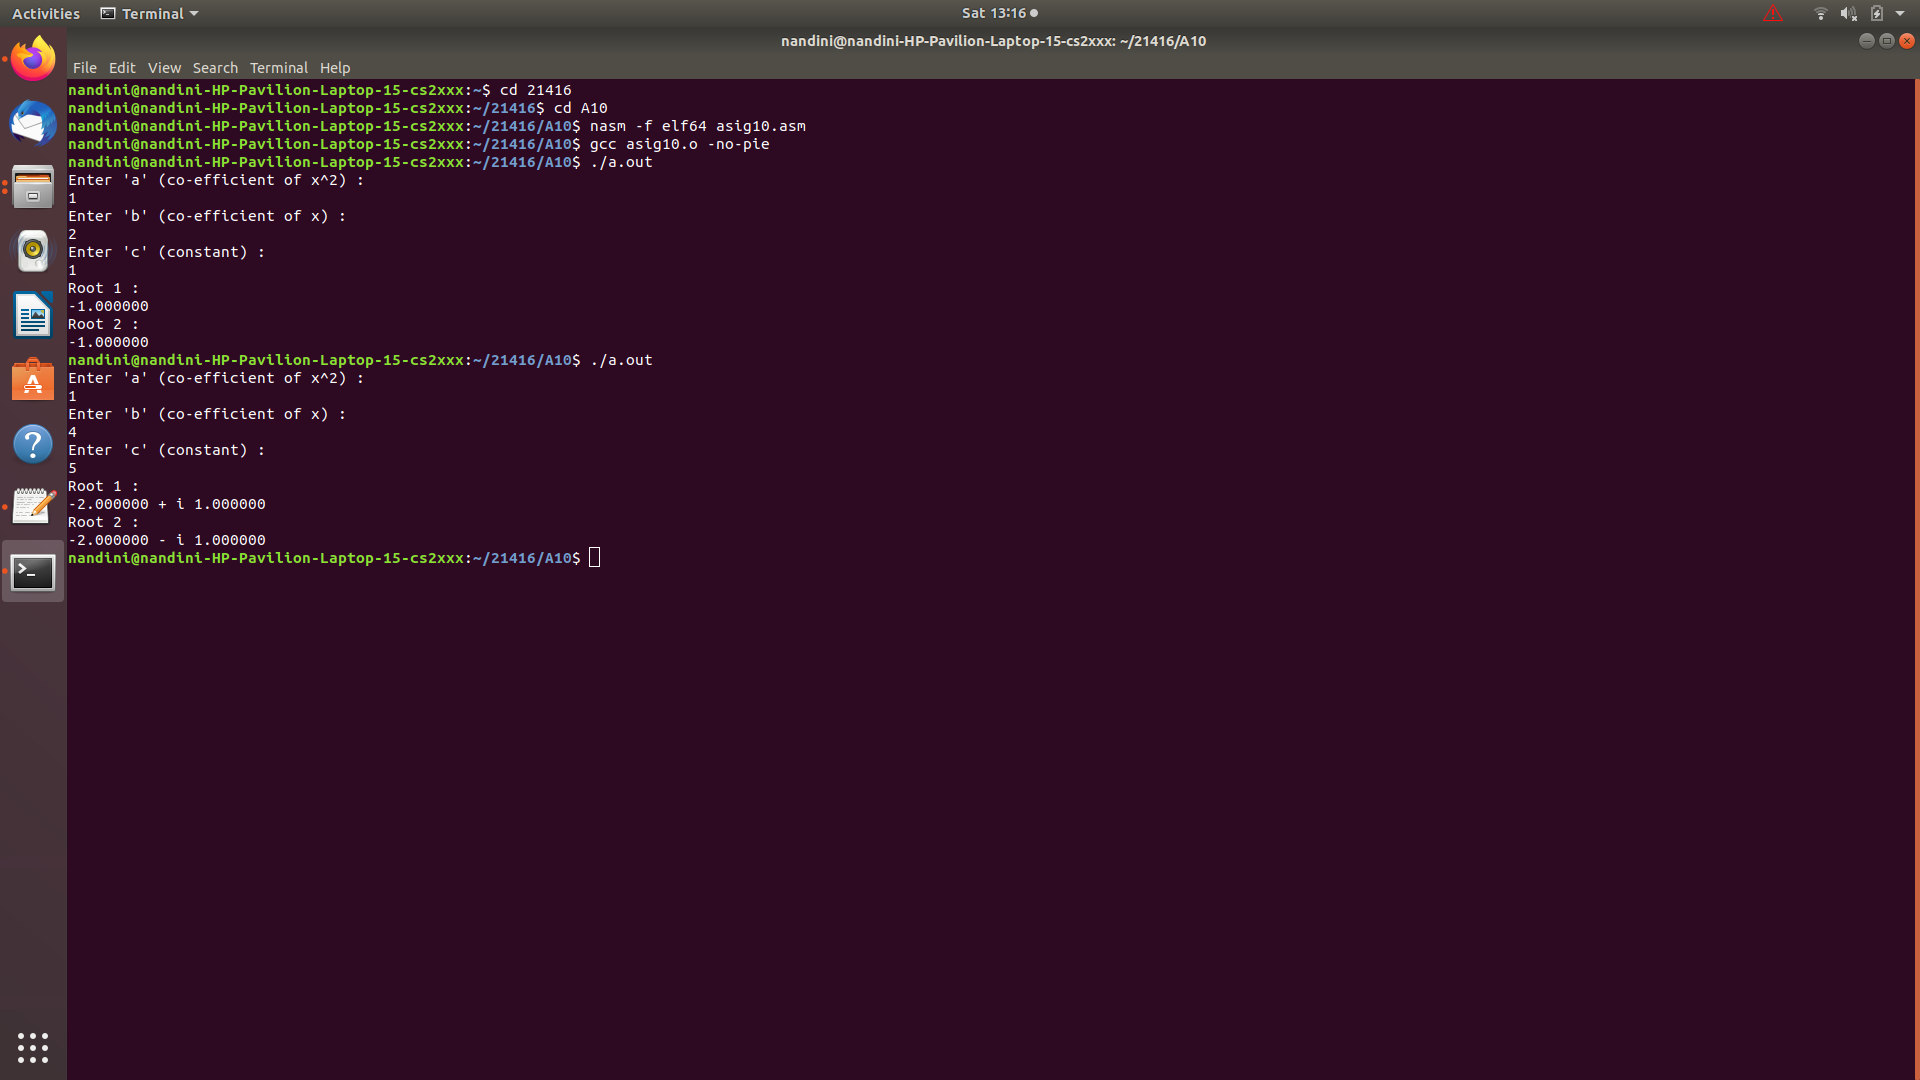 Activities Terminal Sat 13:16
nandini@nandini-HP-Pavilion-Laptop-15-cs2xxx: ~/21416/A10
File Edit View Search Terminal Help
nandini@nandini-HP-Pavilion-Laptop-15-cs2xxx:~$ cd 21416
nandini@nandini-HP-Pavilion-Laptop-15-cs2xxx:~/21416$ cd A10
nandini@nandini-HP-Pavilion-Laptop-15-cs2xxx:~/21416/A10$ nasm -f elf64 asig10.asm
nandini@nandini-HP-Pavilion-Laptop-15-cs2xxx:~/21416/A10$ gcc asig10.o -no-pie
nandini@nandini-HP-Pavilion-Laptop-15-cs2xxx:~/21416/A10$ ./a.out
Enter 'a' (co-efficient of x^2) :
1
Enter 'b' (co-efficient of x) :
2
Enter 'c' (constant) :
1
Root 1 :
-1.000000
Root 2 :
-1.000000
nandini@nandini-HP-Pavilion-Laptop-15-cs2xxx:~/21416/A10$ ./a.out
Enter 'a' (co-efficient of x^2) :
1
Enter 'b' (co-efficient of x) :
4
Enter 'c' (constant) :
5
Root 1 :
-2.000000 + i 1.000000
Root 2 :
-2.000000 - i 1.000000
nandini@nandini-HP-Pavilion-Laptop-15-cs2xxx:~/21416/A10$